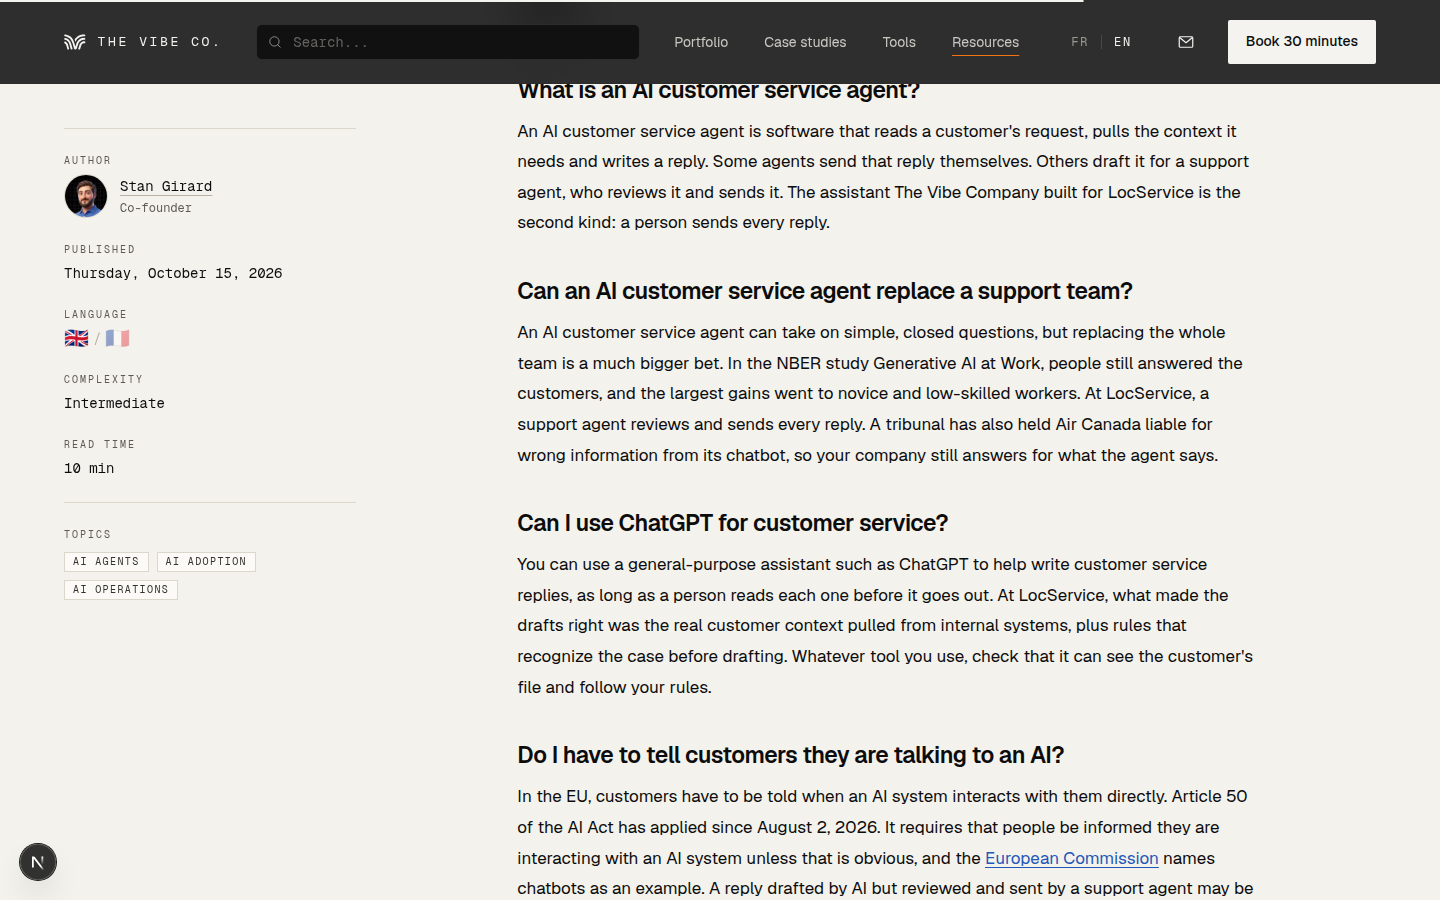 THE VIBE CO.
Search...
Portfolio
Case studies
Tools
Resources
FR
EN
Book 30 minutes
AUTHOR
Stan Girard
Co-founder
PUBLISHED
Thursday, October 15, 2026
LANGUAGE
/
COMPLEXITY
Intermediate
READ TIME
10 min
TOPICS
AI AGENTS
AI ADOPTION
AI OPERATIONS
What is an AI customer service agent?
An AI customer service agent is software that reads a customer's request, pulls the context it
needs and writes a reply. Some agents send that reply themselves. Others draft it for a support
agent, who reviews it and sends it. The assistant The Vibe Company built for LocService is the
second kind: a person sends every reply.
Can an AI customer service agent replace a support team?
An AI customer service agent can take on simple, closed questions, but replacing the whole
team is a much bigger bet. In the NBER study Generative AI at Work, people still answered the
customers, and the largest gains went to novice and low-skilled workers. At LocService, a
support agent reviews and sends every reply. A tribunal has also held Air Canada liable for
wrong information from its chatbot, so your company still answers for what the agent says.
Can I use ChatGPT for customer service?
You can use a general-purpose assistant such as ChatGPT to help write customer service
replies, as long as a person reads each one before it goes out. At LocService, what made the
drafts right was the real customer context pulled from internal systems, plus rules that
recognize the case before drafting. Whatever tool you use, check that it can see the customer's
file and follow your rules.
Do I have to tell customers they are talking to an AI?
In the EU, customers have to be told when an AI system interacts with them directly. Article 50
of the AI Act has applied since August 2, 2026. It requires that people be informed they are
interacting with an AI system unless that is obvious, and the European Commission names
chatbots as an example. A reply drafted by AI but reviewed and sent by a support agent may be
N